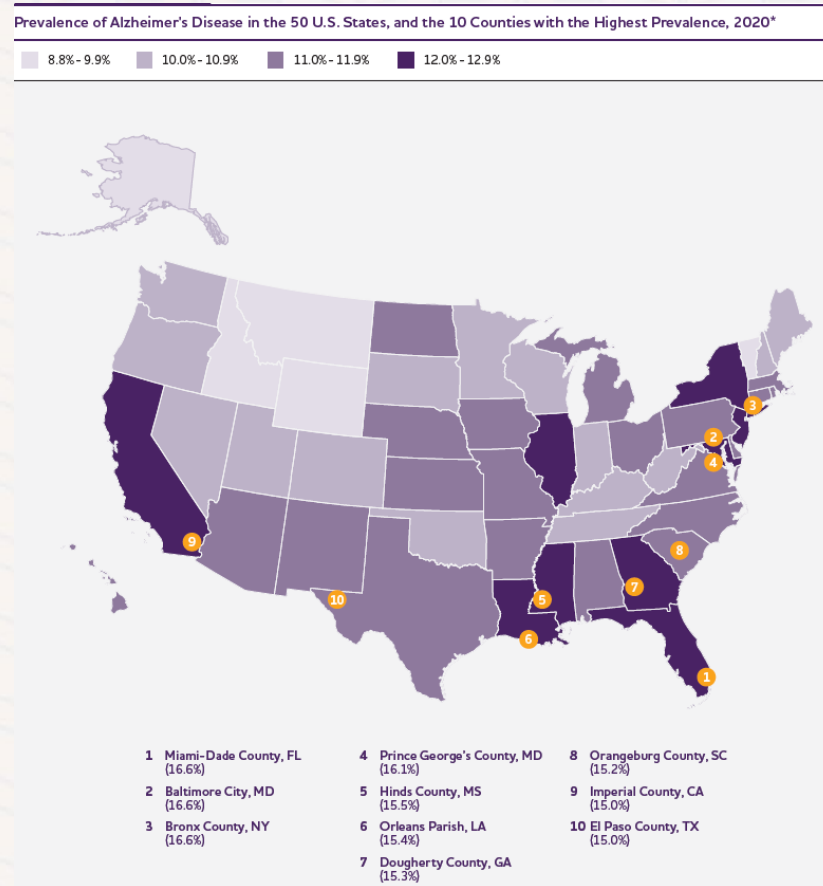 Prevalence of Alzheimer's Disease in the 50 U.S. States, and the 10 Counties with the Highest Prevalence, 2020*
8.8%-9.9% 10.0%-10.9% 11.0%-11.9% 12.0%-12.9%
3
2
4
9
8
7
10
5
6
1
1 Miami-Dade County, FL
(16.6%)
2 Baltimore City, MD
(16.6%)
3 Bronx County, NY
(16.6%)
4 Prince George's County, MD
(16.1%)
5 Hinds County, MS
(15.5%)
6 Orleans Parish, LA
(15.4%)
7 Dougherty County, GA
(15.3%)
8 Orangeburg County, SC
(15.2%)
9 Imperial County, CA
(15.0%)
10 El Paso County, TX
(15.0%)